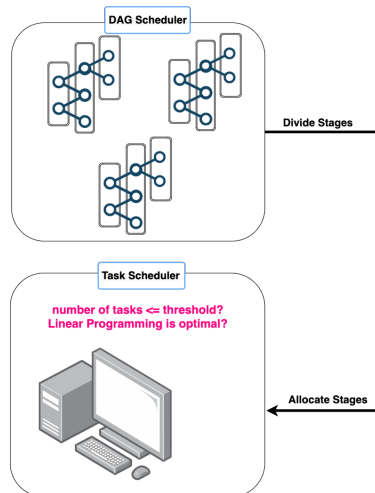 DAG Scheduler
Divide Stages
Task Scheduler
number of tasks <= threshold?
Linear Programming is optimal?
Allocate Stages